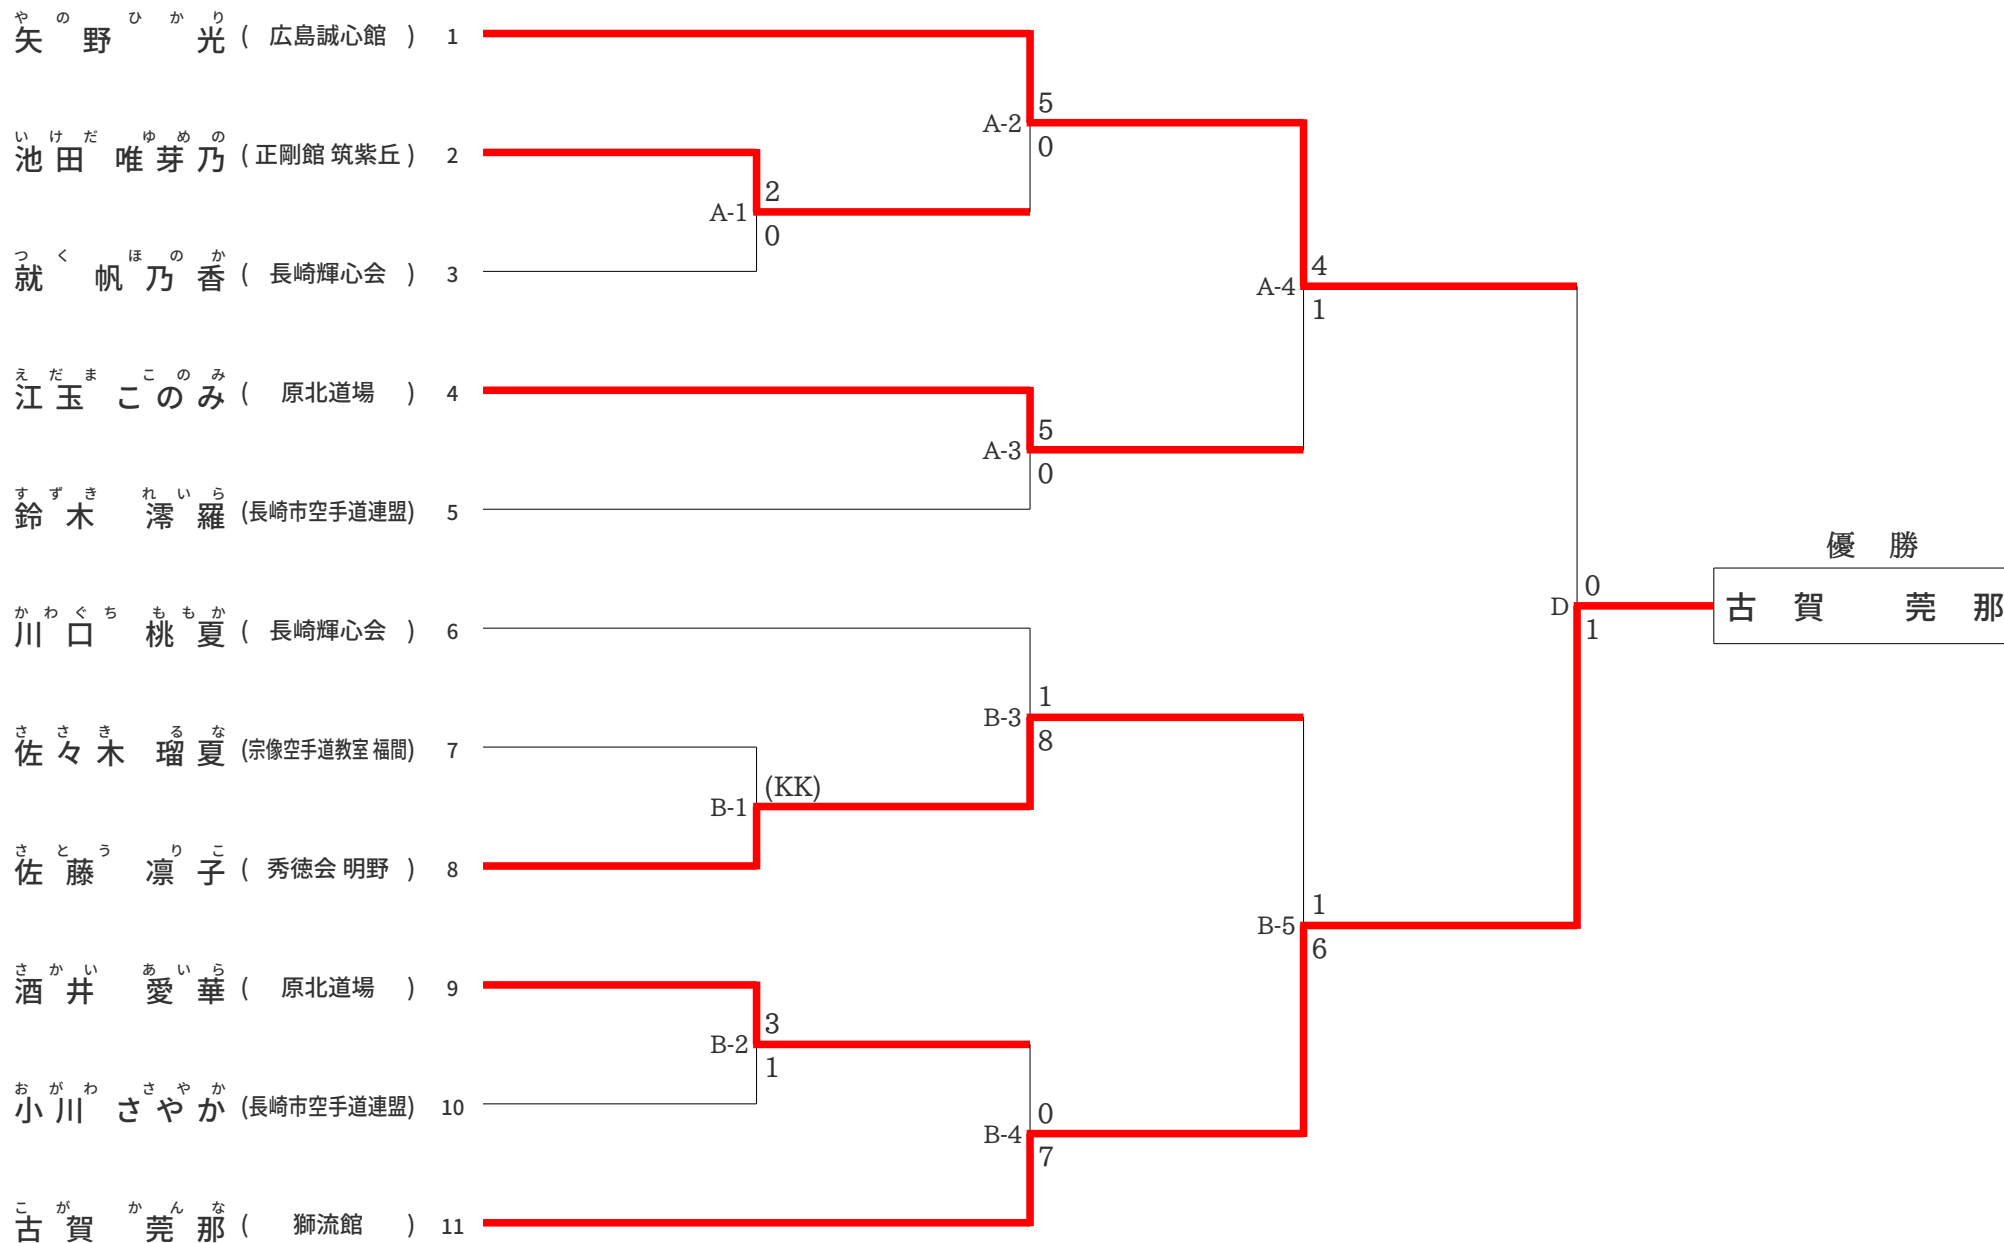 やの ひかり
矢野 光 ( 広島誠心館 ) 1
いけだ ゆめの
池田 唯芽乃 ( 正剛館 筑紫丘 ) 2
つく ほのか
就 帆乃香 ( 長崎輝心会 ) 3
えだま このみ
江玉 このみ ( 原北道場 ) 4
すずき れいら
鈴木 澪羅 (長崎市空手道連盟) 5
かわぐち ももか
川口 桃夏 ( 長崎輝心会 ) 6
ささき るな
佐々木 瑠夏 (宗像空手道教室 福間) 7
さとう りこ
佐藤 凛子 ( 秀徳会 明野 ) 8
さかい あいら
酒井 愛華 ( 原北道場 ) 9
おがわ さやか
小川 さやか (長崎市空手道連盟) 10
こが かんな
古賀 莞那 ( 獅流館 ) 11
2
A-1
0
(KK)
B-1
3
B-2
1
5
A-2
0
5
A-3
0
1
B-3
8
0
B-4
7
4
A-4
1
1
B-5
6
0
D
1
優 勝
古賀 莞那